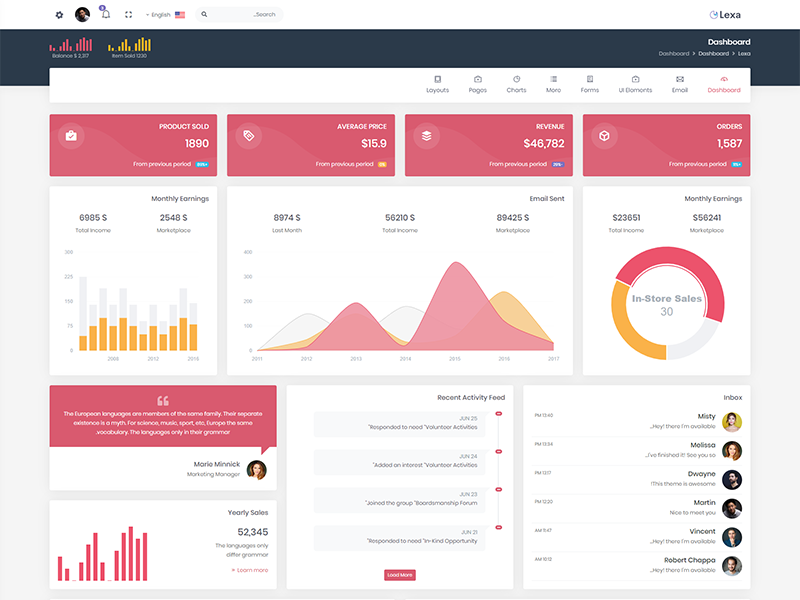 Lexa
..Search
English
8
Balance $ 2,317
Item Sold 1230
Dashboard
Dashboard > Dashboard > Lexa
Layouts
Pages
Charts
More
Forms
UI Elements
Email
Dashboard
PRODUCT SOLD
1890
From previous period
AVERAGE PRICE
$15.9
From previous period
REVENUE
$46,782
From previous period
ORDERS
1,587
From previous period
Monthly Earnings
6985 $
2548 $
Total Income
Marketplace
300
225
150
75
0
2008
2012
2016
Email Sent
8974 $
56210 $
89425 $
Last Month
Total Income
Marketplace
400
300
200
100
0
2011
2012
2013
2014
2015
2016
2017
Monthly Earnings
$23651
$56241
Total Income
Marketplace
In-Store Sales
30
The European languages are members of the same family. Their separate
existence is a myth. For science, music, sport, etc, Europe the same
.vocabulary. The languages only in their grammar
Marie Minnick
Marketing Manager
Yearly Sales
52,345
The languages only
differ grammar
Learn more
Recent Activity Feed
JUN 25
"Responded to need "Volunteer Activities
JUN 24
"Added an interest "Volunteer Activities
JUN 23
"Joined the group "Boardsmanship Forum
JUN 21
"Responded to need "In-Kind Opportunity
Load More
Inbox
PM 13:40
Misty
..Hey! there I'm available
PM 13:34
Melissa
..I've finished it! See you so
PM 13:17
Dwayne
!This theme is awesome
PM 12:20
Martin
Nice to meet you
AM 11:47
Vincent
..Hey! there I'm available
AM 10:12
Robert Chappa
..Hey! there I'm available